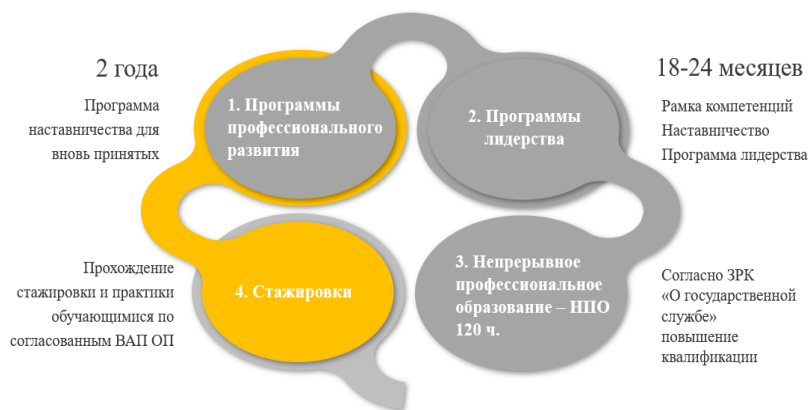 2 года
Программа
наставничества для
вновь принятых
1. Программы
профессионального
развития
2. Программы
лидерства
18-24 месяцев
Рамка компетенций
Наставничество
Программа лидерства
3. Непрерывное
профессиональное
образование – НПО
120 ч.
Согласно ЗРК
«О государственной
службе»
повышение
квалификации
4. Стажировки
Прохождение
стажировки и практики
обучающимися по
согласованным ВАП ОП